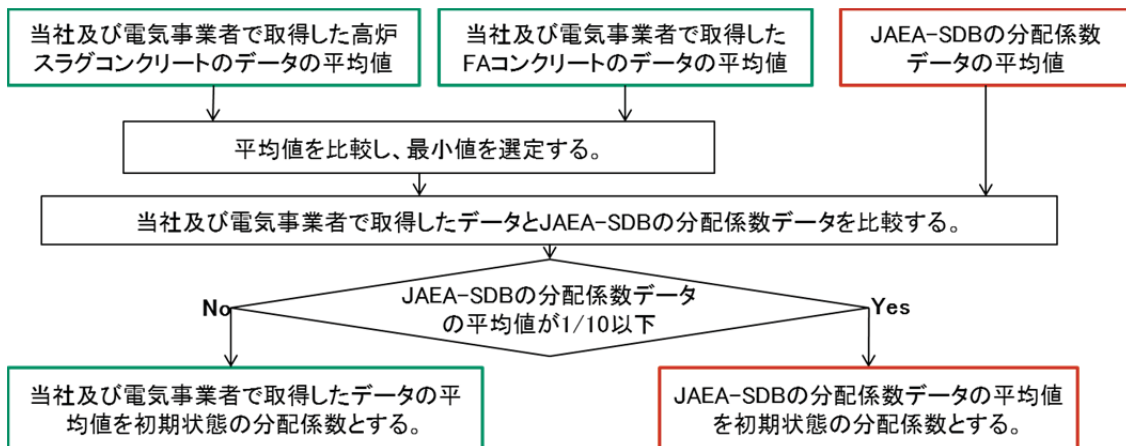 当社及び電気事業者で取得した高炉
スラグコンクリートのデータの平均値
当社及び電気事業者で取得した
FAコンクリートのデータの平均値
JAEA-SDBの分配係数
データの平均値
平均値を比較し、最小値を選定する。
当社及び電気事業者で取得したデータとJAEA-SDBの分配係数データを比較する。
JAEA-SDBの分配係数データ
の平均値が1/10以下
No
Yes
当社及び電気事業者で取得したデータの平
均値を初期状態の分配係数とする。
JAEA-SDBの分配係数データの平均値
を初期状態の分配係数とする。